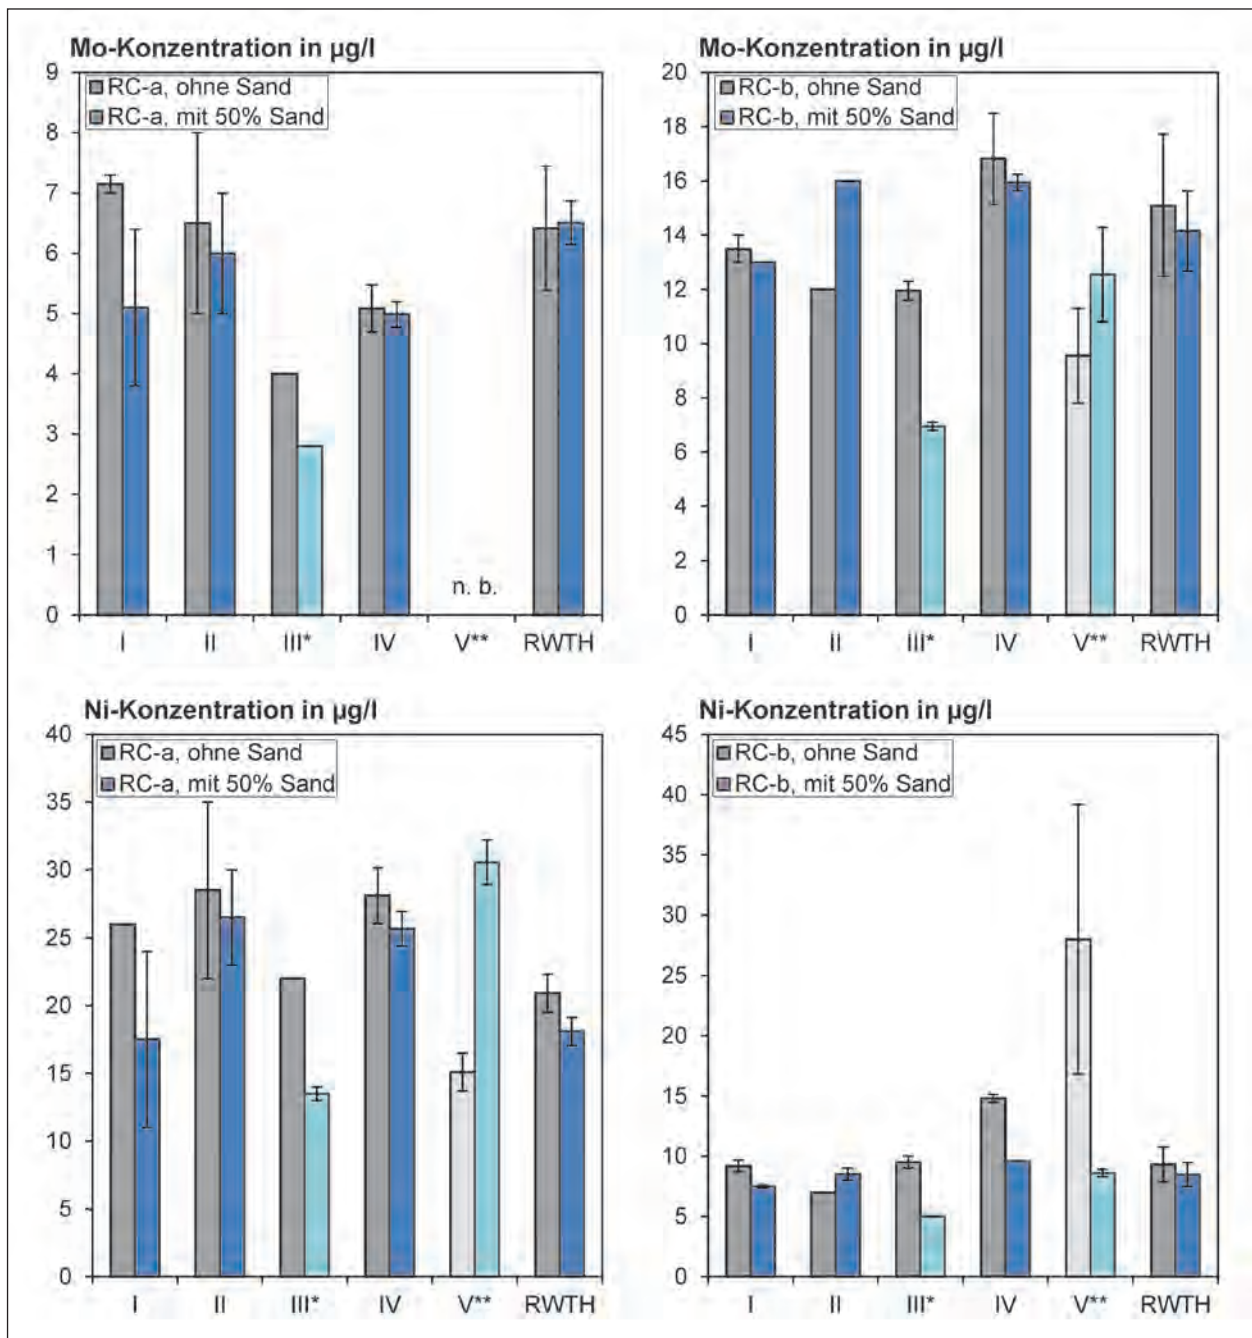 Mo-Konzentration in µg/l
9
8
7
6
5
4
3
2
1
0
RC-a, ohne Sand
RC-a, mit 50% Sand
n. b.
I II III* IV V** RWTH
Mo-Konzentration in µg/l
20
18
16
14
12
10
8
6
4
2
0
RC-b, ohne Sand
RC-b, mit 50% Sand
I II III* IV V** RWTH
Ni-Konzentration in µg/l
40
35
30
25
20
15
10
5
0
RC-a, ohne Sand
RC-a, mit 50% Sand
I II III* IV V** RWTH
Ni-Konzentration in µg/l
45
40
35
30
25
20
15
10
5
0
RC-b, ohne Sand
RC-b, mit 50% Sand
I II III* IV V** RWTH